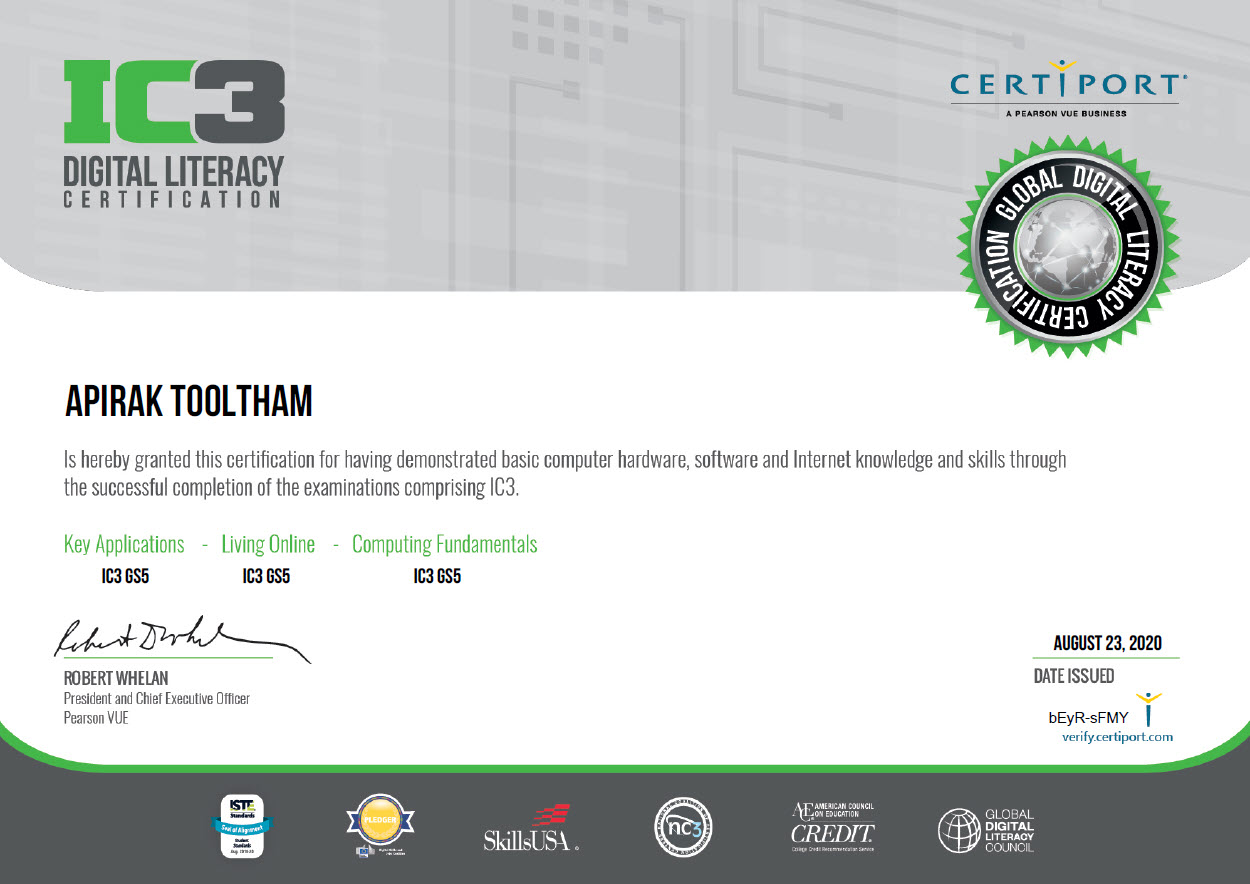 IC3
DIGITAL LITERACY
CERTIFICATION
CERTIPORT®
A PEARSON VUE BUSINESS
GLOBAL DIGITAL LITERACY CERTIFICATION
APIRAK TOOLTHAM
Is hereby granted this certification for having demonstrated basic computer hardware, software and Internet knowledge and skills through
the successful completion of the examinations comprising IC3.
Key Applications - Living Online - Computing Fundamentals
IC3 GS5 IC3 GS5 IC3 GS5
Robert D Whelan
ROBERT WHELAN
President and Chief Executive Officer
Pearson VUE
AUGUST 23, 2020
DATE ISSUED
bEyR-sFMY
verify.certiport.com
ISTE
Standards
Seal of Alignment
Student
Standards
PLEDGER
SkillsUSA
nc3
ACE AMERICAN COUNCIL
ON EDUCATION
CREDIT
College Credit Recommendation Service
GLOBAL
DIGITAL
LITERACY
COUNCIL